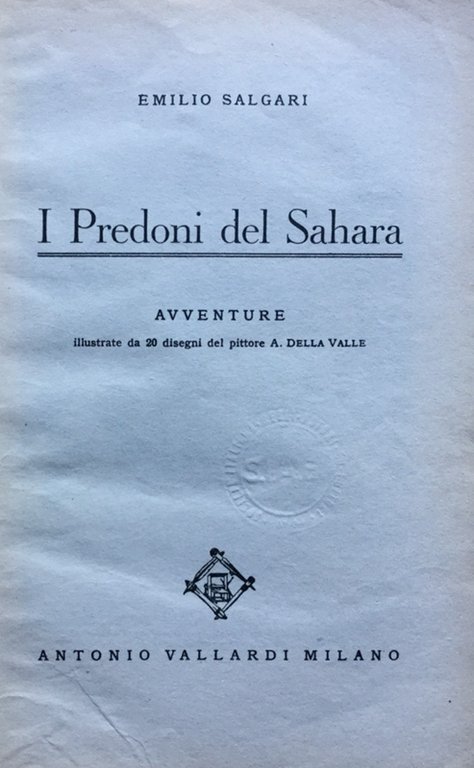 EMILIO SALGARI
I Predoni del Sahara
AVVENTURE
illustrate da 20 disegni del pittore A. DELLA VALLE
ANTONIO VALLARDI MILANO